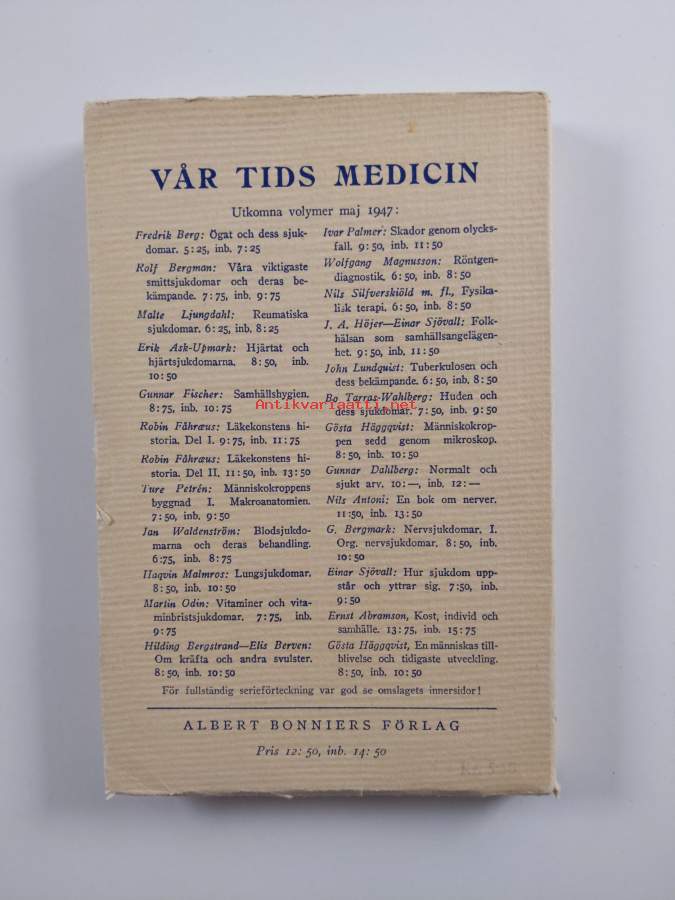 VÅR TIDS MEDICIN
Utkomna volymer maj 1947:
Fredrik Berg: Ögat och dess sjuk-
domar. 5:25, inb. 7:25
Rolf Bergman: Våra viktigaste
smittsjukdomar och deras be-
kämpande. 7:75, inb. 9:75
Malte Ljungdahl: Reumatiska
sjukdomar. 6:25, inb. 8:25
Erik Ask-Upmark: Hjärtat och
hjärtsjukdomarna. 8:50, inb.
10:50
Gunnar Fischer: Samhällshygien.
8:75, inb. 10:75
Robin Fåhræus: Läkekonstens hi-
storia. Del I. 9:75, inb. 11:75
Robin Fåhræus: Läkekonstens hi-
storia. Del II. 11:50, inb. 13:50
Ture Petrén: Människokroppens
byggnad I. Makroanatomien.
7:50, inb. 9:50
Jan Waldenström: Blodsjukdo-
marna och deras behandling.
6:75, inb. 8:75
Haqvin Malmros: Lungsjukdomar.
8:50, inb. 10:50
Martin Odin: Vitaminer och vita-
minbristsjukdomar. 7:75, inb.
9:75
Hilding Bergstrand—Elis Berven:
Om kräfta och andra svulster.
8:50, inb. 10:50
Ivar Palmer: Skador genom olycks-
fall. 9:50, inb. 11:50
Wolfgang Magnusson: Röntgen-
diagnostik. 6:50, inb. 8:50
Nils Silfverskiöld m. fl., Fysika-
lisk terapi. 6:50, inb. 8:50
J. A. Höjer—Einar Sjövall: Folk-
hälsan som samhällsangelägen-
het. 9:50, inb. 11:50
John Lundquist: Tuberkulosen och
dess bekämpande. 6:50, inb. 8:50
Bo Tarras-Wahlberg: Huden och
dess sjukdomar. 7:50, inb. 9:50
Gösta Häggqvist: Människokrop-
pen sedd genom mikroskop.
8:50, inb. 10:50
Gunnar Dahlberg: Normalt och
sjukt arv. 10:—, inb. 12:—
Nils Antoni: En bok om nerver.
11:50, inb. 13:50
G. Bergmark: Nervsjukdomar. I.
Org. nervsjukdomar. 8:50, inb.
10:50
Einar Sjövall: Hur sjukdom upp-
står och yttrar sig. 7:50, inb.
9:50
Ernst Abramson, Kost, individ och
samhälle. 13:75, inb. 15:75
Gösta Häggqvist, En människas till-
blivelse och tidigaste utveckling.
8:50, inb. 10:50
För fullständig serieförteckning var god se omslagets innersidor!
ALBERT BONNIERS FÖRLAG
Pris 12:50, inb. 14:50
Antikvariaatti.net